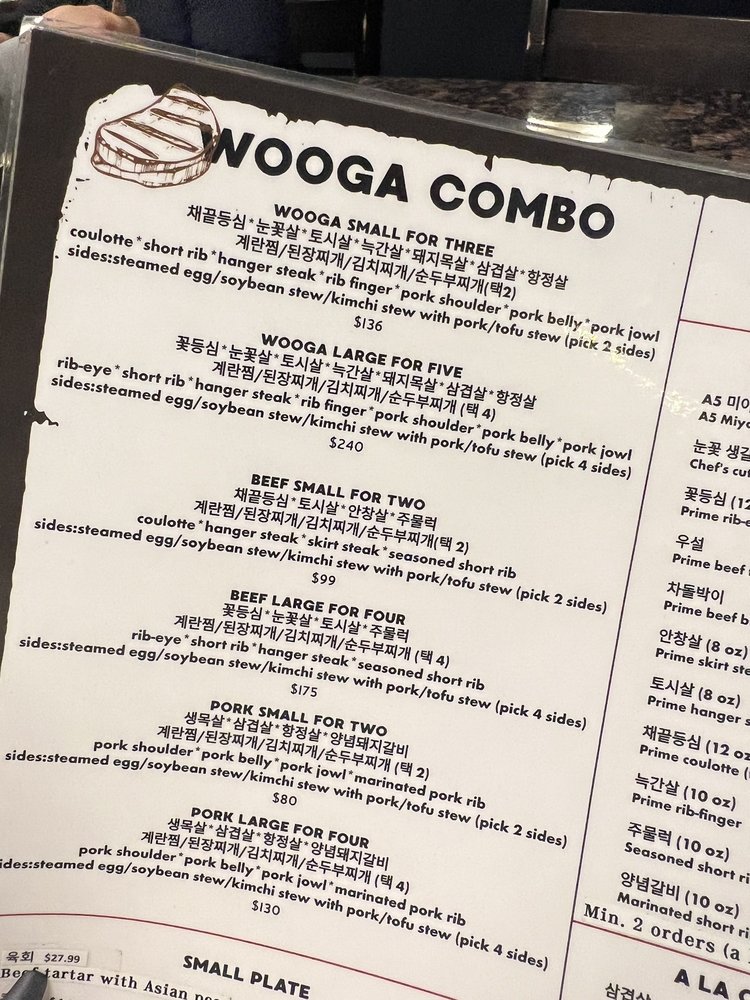 WOOGA COMBO
WOOGA SMALL FOR THREE
채끝등심*눈꽃살*토시살*늑간살*돼지목살*삼겹살*항정살
계란찜/된장찌개/김치찌개/순두부찌개(택2)
coulotte*short rib*hanger steak*rib finger*pork shoulder*pork belly*pork jowl
sides:steamed egg/soybean stew/kimchi stew with pork/tofu stew (pick 2 sides)
$136
WOOGA LARGE FOR FIVE
꽃등심*눈꽃살*토시살*늑간살*돼지목살*삼겹살*항정살
계란찜/된장찌개/김치찌개/순두부찌개 (택 4)
rib-eye*short rib*hanger steak*rib finger*pork shoulder*pork belly*pork jowl
sides:steamed egg/soybean stew/kimchi stew with pork/tofu stew (pick 4 sides)
$240
BEEF SMALL FOR TWO
채끝등심*토시살*안창살*주물럭
계란찜/된장찌개/김치찌개/순두부찌개(택 2)
coulotte*hanger steak*skirt steak*seasoned short rib
sides:steamed egg/soybean stew/kimchi stew with pork/tofu stew (pick 2 sides)
$99
BEEF LARGE FOR FOUR
꽃등심*눈꽃살*토시살*주물럭
계란찜/된장찌개/김치찌개/순두부찌개 (택 4)
rib-eye*short rib*hanger steak*seasoned short rib
sides:steamed egg/soybean stew/kimchi stew with pork/tofu stew (pick 4 sides)
$175
PORK SMALL FOR TWO
생목살*삼겹살*항정살*양념돼지갈비
계란찜/된장찌개/김치찌개/순두부찌개 (택 2)
pork shoulder*pork belly*pork jowl*marinated pork rib
sides:steamed egg/soybean stew/kimchi stew with pork/tofu stew (pick 2 sides)
$80
PORK LARGE FOR FOUR
생목살*삼겹살*항정살*양념돼지갈비
계란찜/된장찌개/김치찌개/순두부찌개 (택 4)
pork shoulder*pork belly*pork jowl*marinated pork rib
ides:steamed egg/soybean stew/kimchi stew with pork/tofu stew (pick 4 sides)
$130
SMALL PLATE
육회 $27.99
Beef tartar with Asian
A5
A5
눈꽃
Chef's
꽃등심 (12
Prime rib-e
우설
Prime beef
차돌박이
Prime beef b
안창살 (8 oz)
Prime skirt ste
토시살 (8 oz)
Prime hanger s
채끝등심 (12 oz
Prime coulotte
늑간살 (10 oz)
Prime rib-finger
주물럭 (10 oz)
Seasoned short ri
양념갈비 (10 oz)
Marinated short ri
Min. 2 orders (a
A LA